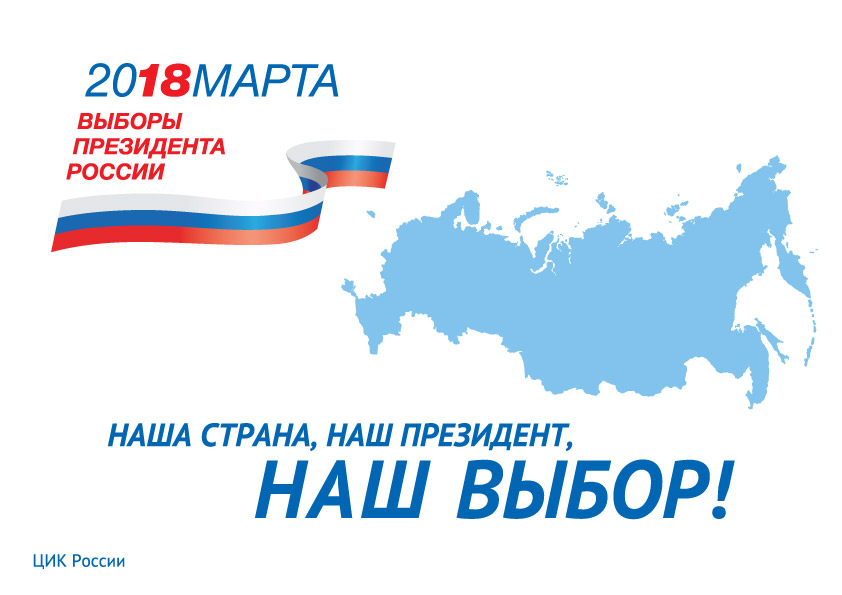 2018МАРТА
ВЫБОРЫ
ПРЕЗИДЕНТА
РОССИИ
НАША СТРАНА, НАШ ПРЕЗИДЕНТ,
НАШ ВЫБОР!
ЦИК России